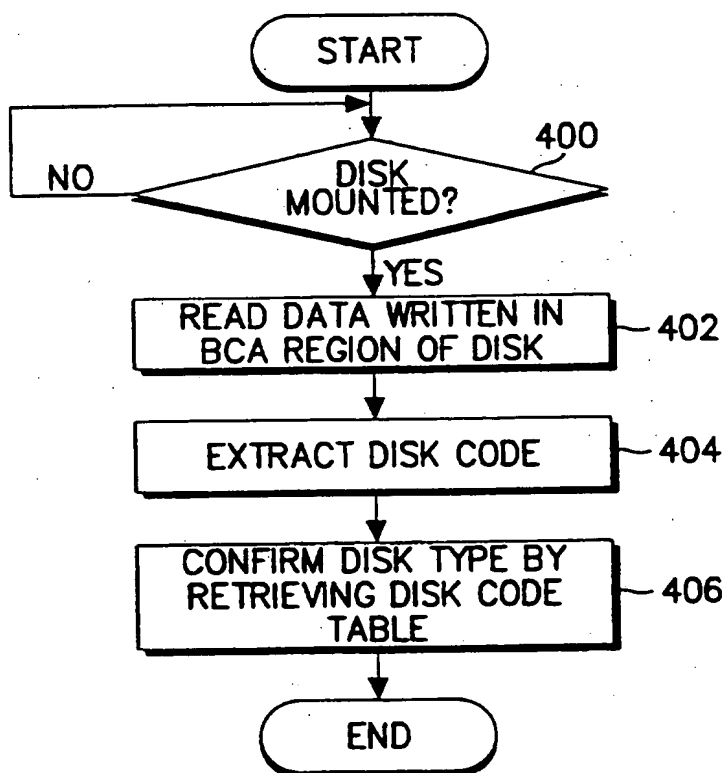 START
400
NO
DISK
MOUNTED?
YES
READ DATA WRITTEN IN
BCA REGION OF DISK
402
EXTRACT DISK CODE
404
CONFIRM DISK TYPE BY
RETRIEVING DISK CODE
TABLE
406
END